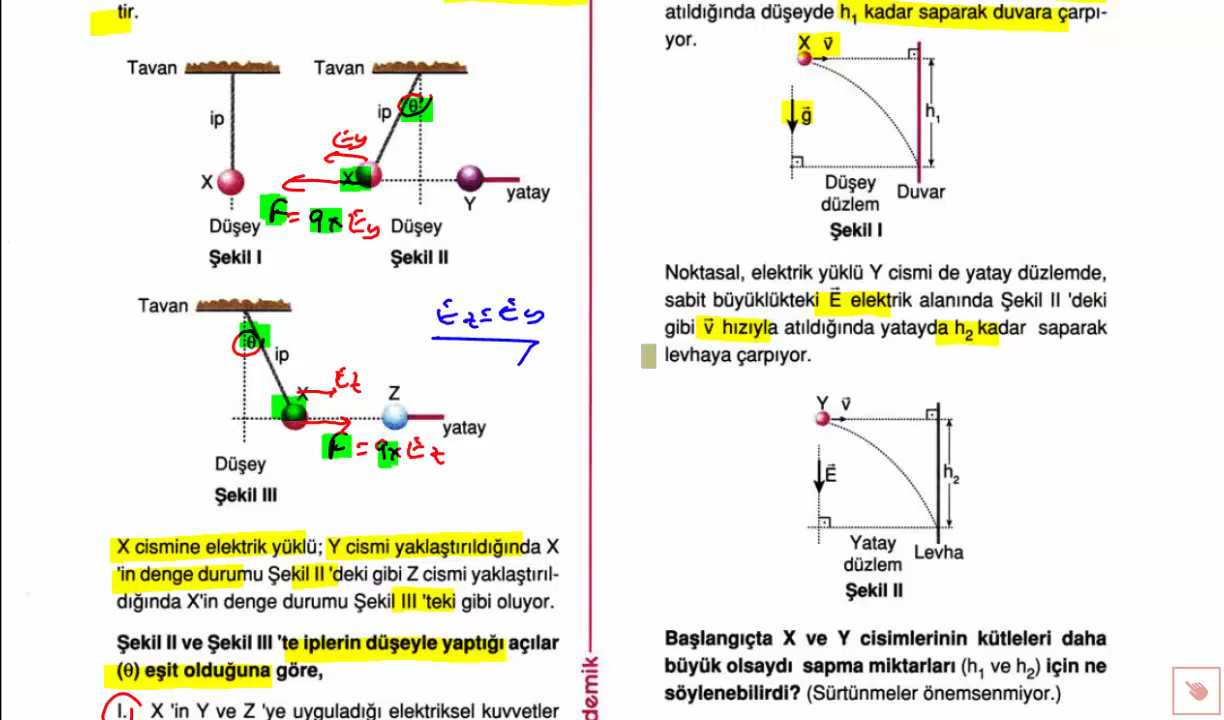 tir.
Tavan
Tavan
ip
ip
θ
Ey
X
X
Y
yatay
F = qx Ey
Düşey
Düşey
Şekil I
Şekil II
Tavan
θ
ip
Ez = Ey
X
Ez
Z
yatay
F = qx Ez
Düşey
Şekil III
X cismine elektrik yüklü; Y cismi yaklaştırıldığında X
'in denge durumu Şekil II 'deki gibi Z cismi yaklaştırıl-
dığında X'in denge durumu Şekil III 'teki gibi oluyor.
Şekil II ve Şekil III 'te iplerin düşeyle yaptığı açılar
(θ) eşit olduğuna göre,
I. X 'in Y ve Z 'ye uyguladığı elektriksel kuvvetler
demik
atıldığında düşeyde h₁ kadar saparak duvara çarpı-
yor.
X v⃗
g⃗
h₁
Düşey
düzlem
Duvar
Şekil I
Noktasal, elektrik yüklü Y cismi de yatay düzlemde,
sabit büyüklükteki E⃗ elektrik alanında Şekil II 'deki
gibi v⃗ hızıyla atıldığında yatayda h₂ kadar saparak
levhaya çarpıyor.
Y v⃗
E⃗
h₂
Yatay
düzlem
Levha
Şekil II
Başlangıçta X ve Y cisimlerinin kütleleri daha
büyük olsaydı sapma miktarları (h₁ ve h₂) için ne
söylenebilirdi? (Sürtünmeler önemsenmiyor.)